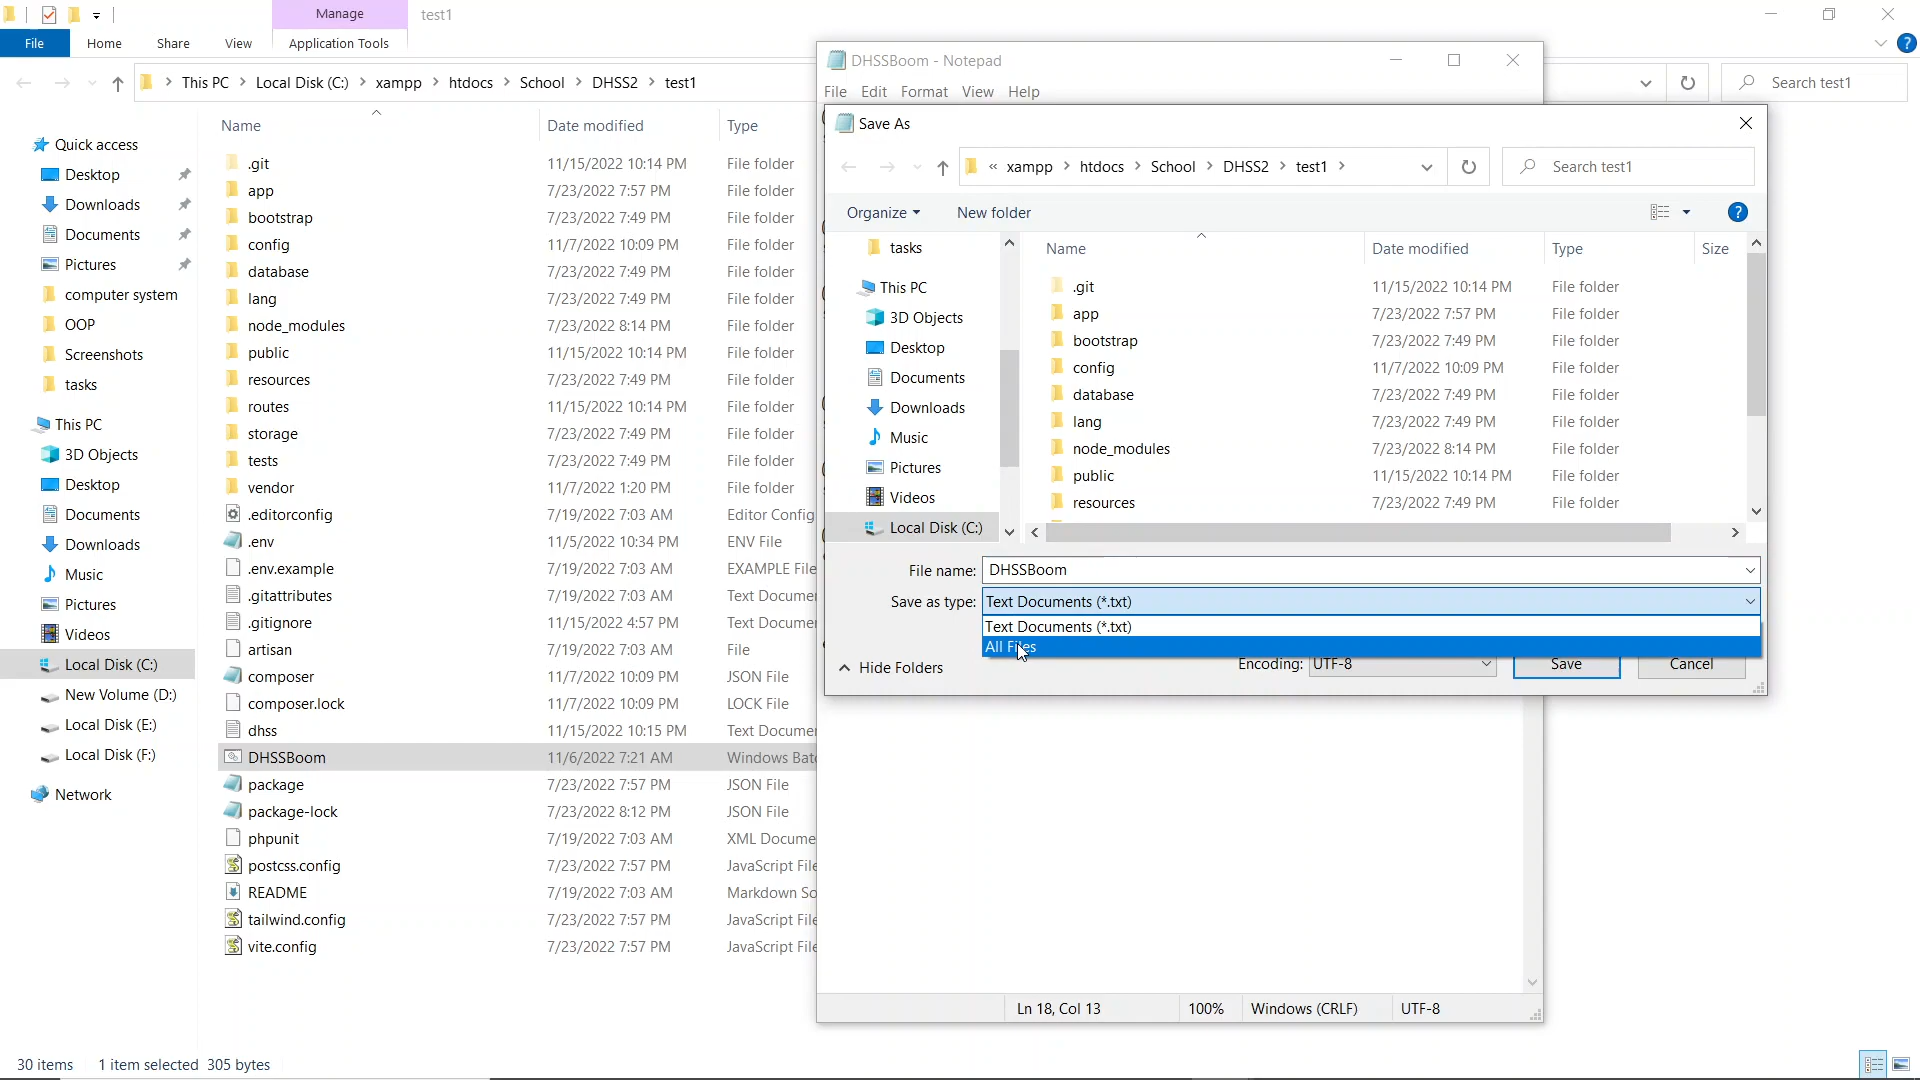 Manage
test1
File
Home
Share
View
Application Tools
This PC
Local Disk (C:)
xampp
htdocs
School
DHSS2
test1
Search test1
Name
Date modified
Type
Quick access
Desktop
Downloads
Documents
Pictures
computer system
OOP
Screenshots
tasks
This PC
3D Objects
Desktop
Documents
Downloads
Music
Pictures
Videos
Local Disk (C:)
New Volume (D:)
Local Disk (E:)
Local Disk (F:)
Network
.git 11/15/2022 10:14 PM File folder
app 7/23/2022 7:57 PM File folder
bootstrap 7/23/2022 7:49 PM File folder
config 11/7/2022 10:09 PM File folder
database 7/23/2022 7:49 PM File folder
lang 7/23/2022 7:49 PM File folder
node_modules 7/23/2022 8:14 PM File folder
public 11/15/2022 10:14 PM File folder
resources 7/23/2022 7:49 PM File folder
routes 11/15/2022 10:14 PM File folder
storage 7/23/2022 7:49 PM File folder
tests 7/23/2022 7:49 PM File folder
vendor 11/7/2022 1:20 PM File folder
.editorconfig 7/19/2022 7:03 AM Editor Config
.env 11/5/2022 10:34 PM ENV File
.env.example 7/19/2022 7:03 AM EXAMPLE File
.gitattributes 7/19/2022 7:03 AM Text Docume
.gitignore 11/15/2022 4:57 PM Text Docume
artisan 7/19/2022 7:03 AM File
composer 11/7/2022 10:09 PM JSON File
composer.lock 11/7/2022 10:09 PM LOCK File
dhss 11/15/2022 10:15 PM Text Docume
DHSSBoom 11/6/2022 7:21 AM Windows Bat
package 7/23/2022 7:57 PM JSON File
package-lock 7/23/2022 8:12 PM JSON File
phpunit 7/19/2022 7:03 AM XML Docume
postcss.config 7/23/2022 7:57 PM JavaScript File
README 7/19/2022 7:03 AM Markdown So
tailwind.config 7/23/2022 7:57 PM JavaScript File
vite.config 7/23/2022 7:57 PM JavaScript File
30 items 1 item selected 305 bytes
DHSSBoom - Notepad
File Edit Format View Help
Save As
« xampp
htdocs
School
DHSS2
test1
Search test1
Organize
New folder
tasks
This PC
3D Objects
Desktop
Documents
Downloads
Music
Pictures
Videos
Local Disk (C:)
Name Date modified Type Size
.git 11/15/2022 10:14 PM File folder
app 7/23/2022 7:57 PM File folder
bootstrap 7/23/2022 7:49 PM File folder
config 11/7/2022 10:09 PM File folder
database 7/23/2022 7:49 PM File folder
lang 7/23/2022 7:49 PM File folder
node_modules 7/23/2022 8:14 PM File folder
public 11/15/2022 10:14 PM File folder
resources 7/23/2022 7:49 PM File folder
File name: DHSSBoom
Save as type: Text Documents (*.txt)
Text Documents (*.txt)
All Files
Hide Folders
Encoding: UTF-8
Save
Cancel
Ln 18, Col 13
100%
Windows (CRLF)
UTF-8